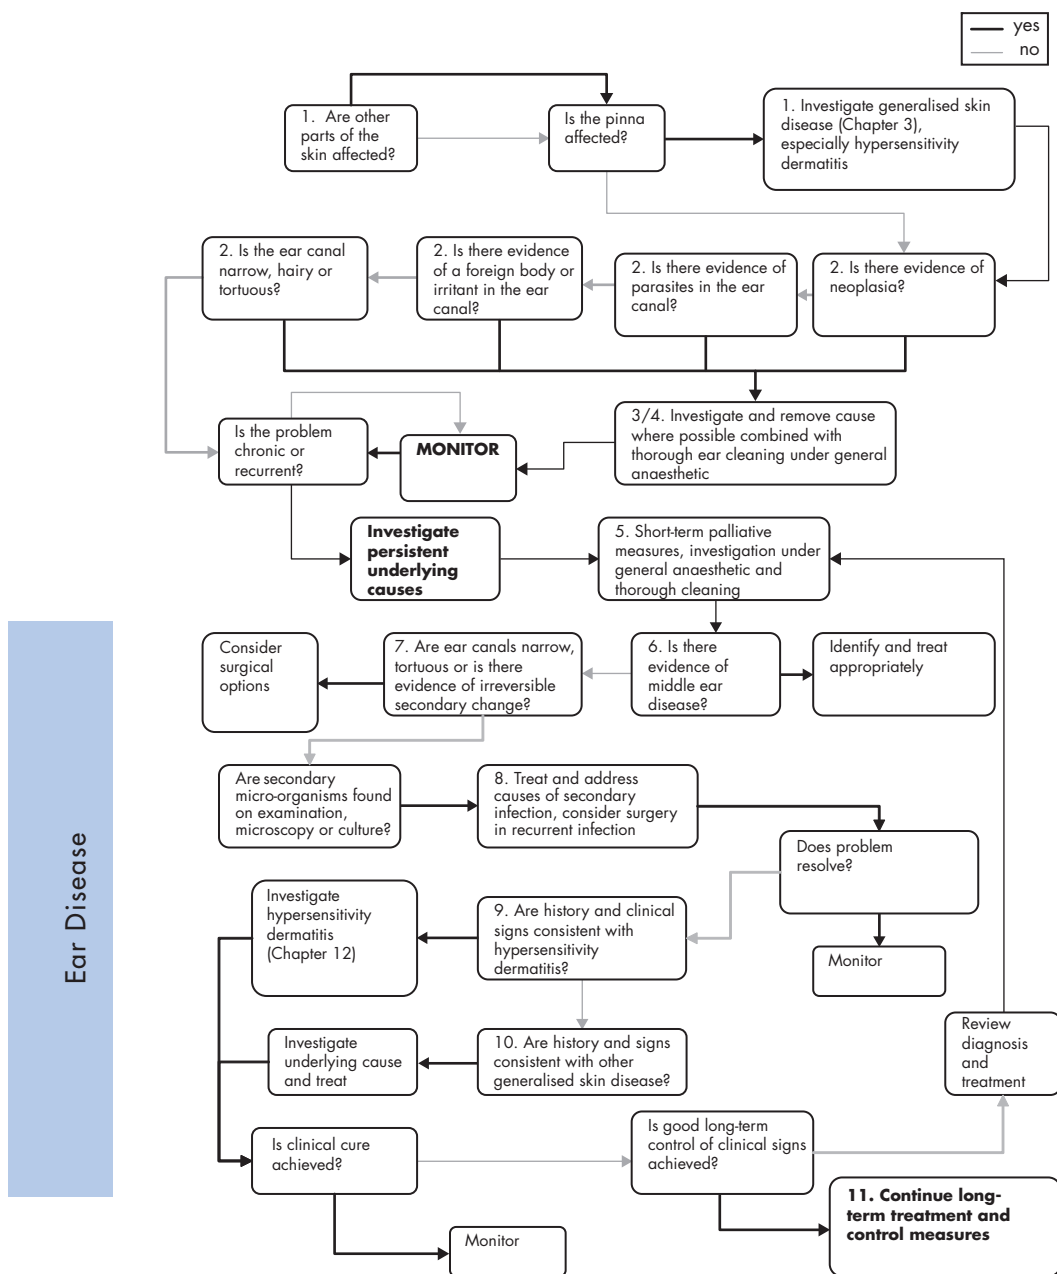 yes
no
1. Are other
parts of the
skin affected?
Is the pinna
affected?
1. Investigate generalised skin
disease (Chapter 3),
especially hypersensitivity
dermatitis
2. Is the ear canal
narrow, hairy or
tortuous?
2. Is there evidence
of a foreign body or
irritant in the ear
canal?
2. Is there evidence of
parasites in the ear
canal?
2. Is there evidence of
neoplasia?
Is the problem
chronic or
recurrent?
MONITOR
3/4. Investigate and remove cause
where possible combined with
thorough ear cleaning under general
anaesthetic
Investigate
persistent
underlying
causes
5. Short-term palliative
measures, investigation under
general anaesthetic and
thorough cleaning
Consider
surgical
options
7. Are ear canals narrow,
tortuous or is there
evidence of irreversible
secondary change?
6. Is there
evidence of
middle ear
disease?
Identify and treat
appropriately
Are secondary
micro-organisms found
on examination,
microscopy or culture?
8. Treat and address
causes of secondary
infection, consider surgery
in recurrent infection
Does problem
resolve?
Ear Disease
Investigate
hypersensitivity
dermatitis
(Chapter 12)
9. Are history and clinical
signs consistent with
hypersensitivity
dermatitis?
Monitor
Investigate
underlying cause
and treat
10. Are history and signs
consistent with other
generalised skin disease?
Review
diagnosis
and
treatment
Is clinical cure
achieved?
Is good long-term
control of clinical signs
achieved?
11. Continue long-
term treatment and
control measures
Monitor